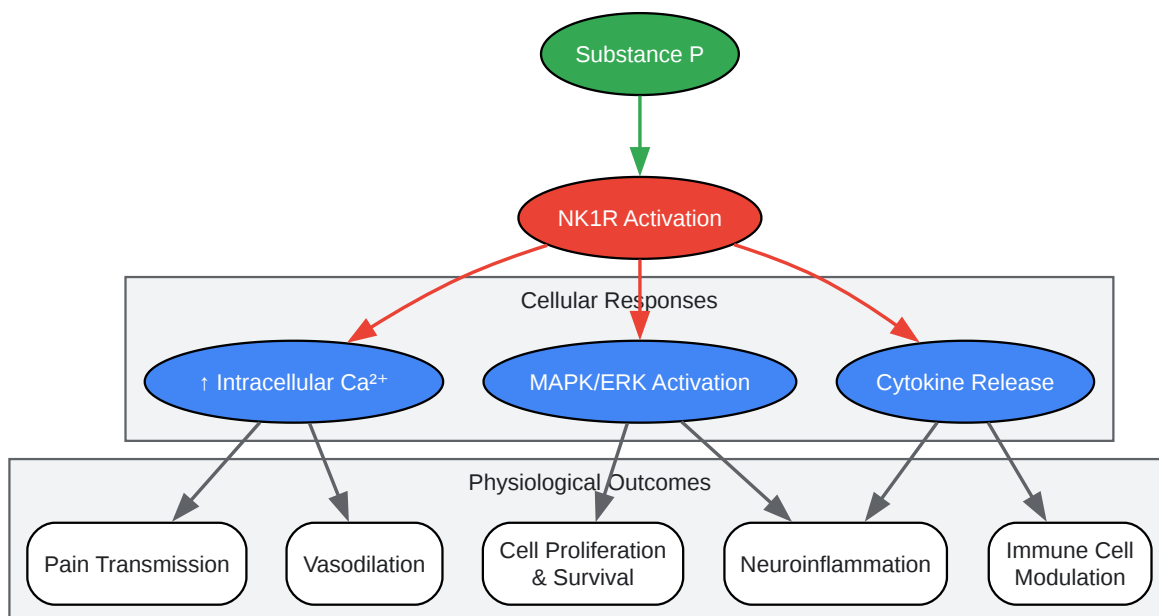 Substance P
NK1R Activation
Cellular Responses
↑ Intracellular Ca²⁺
MAPK/ERK Activation
Cytokine Release
Physiological Outcomes
Pain Transmission
Vasodilation
Cell Proliferation
& Survival
Neuroinflammation
Immune Cell
Modulation